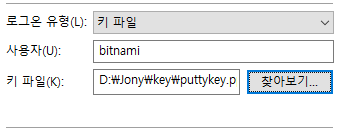 로그온 유형(L): 키 파일
사용자(U): bitnami
키 파일(K): D:₩Jony₩key₩puttykey.p 찾아보기...